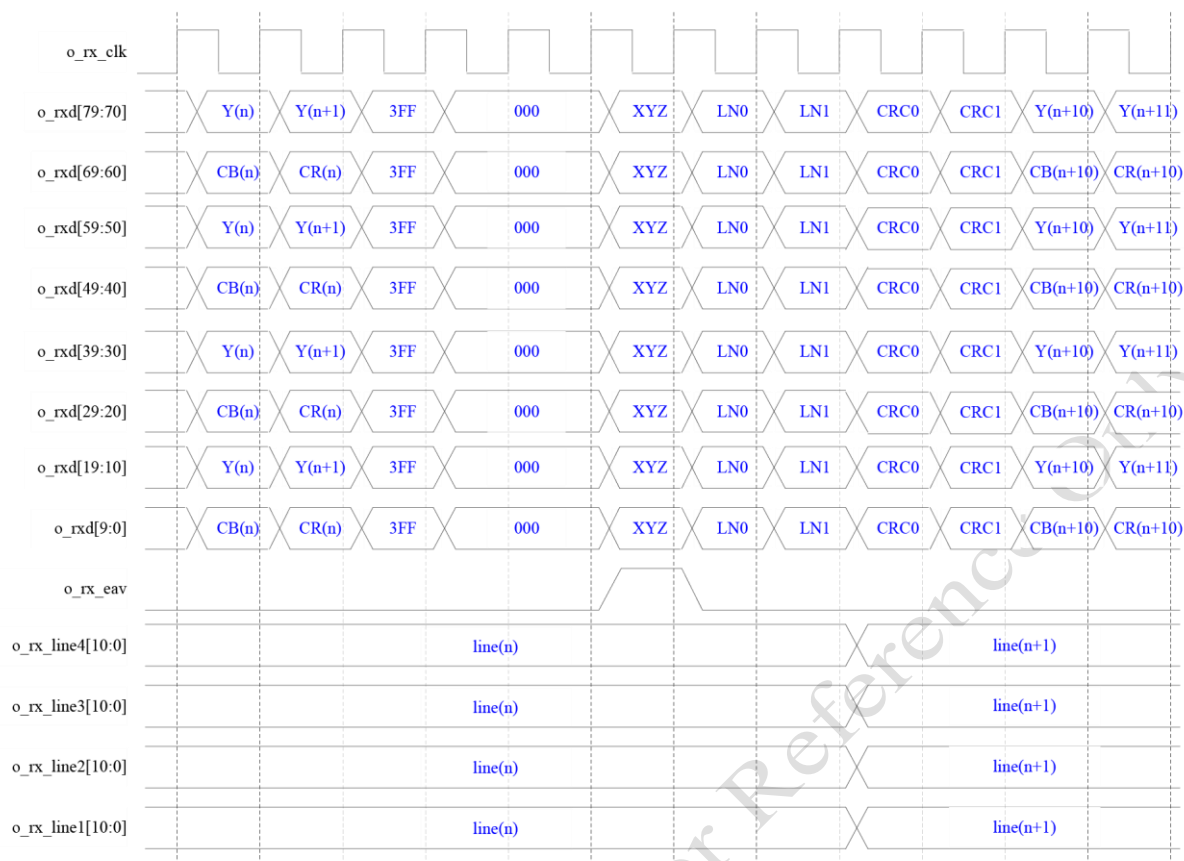 o_rx_clk
o_rxd[79:70] Y(n) Y(n+1) 3FF 000 XYZ LN0 LN1 CRC0 CRC1 Y(n+10) Y(n+11)
o_rxd[69:60] CB(n) CR(n) 3FF 000 XYZ LN0 LN1 CRC0 CRC1 CB(n+10) CR(n+10)
o_rxd[59:50] Y(n) Y(n+1) 3FF 000 XYZ LN0 LN1 CRC0 CRC1 Y(n+10) Y(n+11)
o_rxd[49:40] CB(n) CR(n) 3FF 000 XYZ LN0 LN1 CRC0 CRC1 CB(n+10) CR(n+10)
o_rxd[39:30] Y(n) Y(n+1) 3FF 000 XYZ LN0 LN1 CRC0 CRC1 Y(n+10) Y(n+11)
o_rxd[29:20] CB(n) CR(n) 3FF 000 XYZ LN0 LN1 CRC0 CRC1 CB(n+10) CR(n+10)
o_rxd[19:10] Y(n) Y(n+1) 3FF 000 XYZ LN0 LN1 CRC0 CRC1 Y(n+10) Y(n+11)
o_rxd[9:0] CB(n) CR(n) 3FF 000 XYZ LN0 LN1 CRC0 CRC1 CB(n+10) CR(n+10)
o_rx_eav
o_rx_line4[10:0] line(n) line(n+1)
o_rx_line3[10:0] line(n) line(n+1)
o_rx_line2[10:0] line(n) line(n+1)
o_rx_line1[10:0] line(n) line(n+1)
Reference